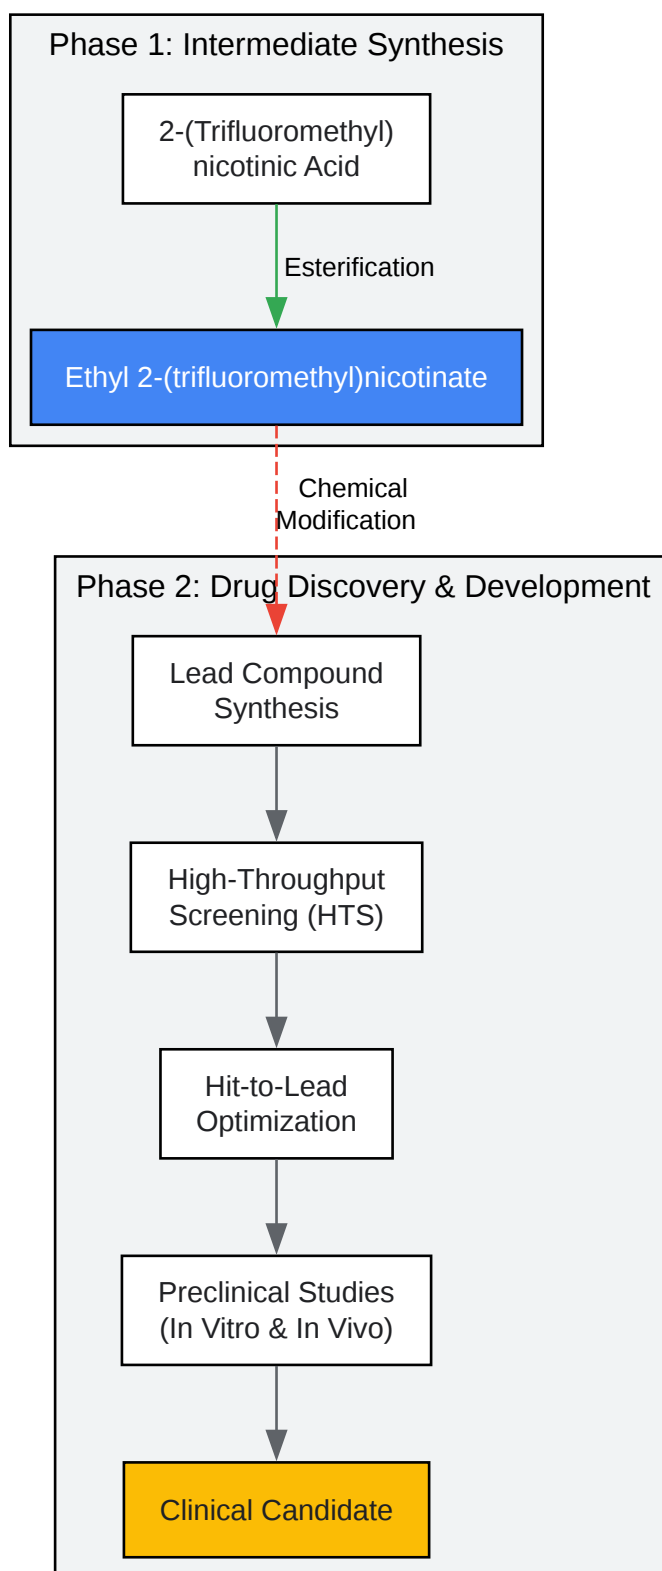 Phase 1: Intermediate Synthesis
2-(Trifluoromethyl)
nicotinic Acid
Esterification
Ethyl 2-(trifluoromethyl)nicotinate
Chemical
Modification
Phase 2: Drug Discovery & Development
Lead Compound
Synthesis
High-Throughput
Screening (HTS)
Hit-to-Lead
Optimization
Preclinical Studies
(In Vitro & In Vivo)
Clinical Candidate